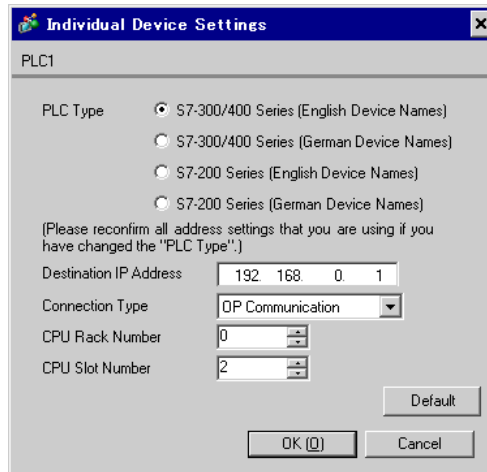 Individual Device Settings
PLC1
PLC Type
S7-300/400 Series (English Device Names)
S7-300/400 Series (German Device Names)
S7-200 Series (English Device Names)
S7-200 Series (German Device Names)
(Please reconfirm all address settings that you are using if you
have changed the "PLC Type".)
Destination IP Address 192. 168. 0. 1
Connection Type OP Communication
CPU Rack Number 0
CPU Slot Number 2
Default
OK (O) Cancel